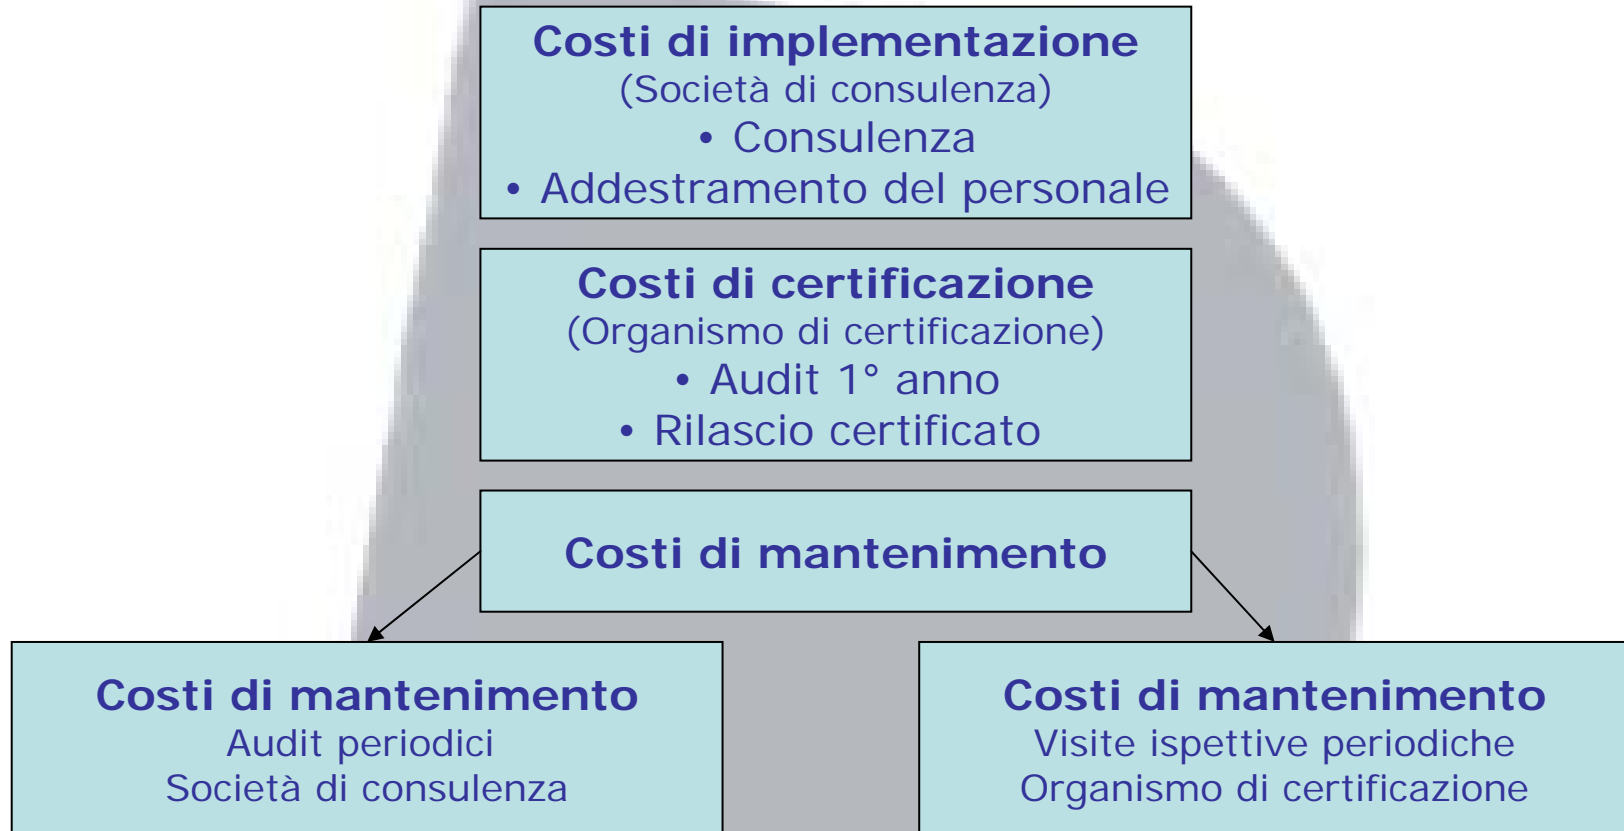 Costi di implementazione
(Società di consulenza)
• Consulenza
• Addestramento del personale
Costi di certificazione
(Organismo di certificazione)
• Audit 1° anno
• Rilascio certificato
Costi di mantenimento
Costi di mantenimento
Audit periodici
Società di consulenza
Costi di mantenimento
Visite ispettive periodiche
Organismo di certificazione